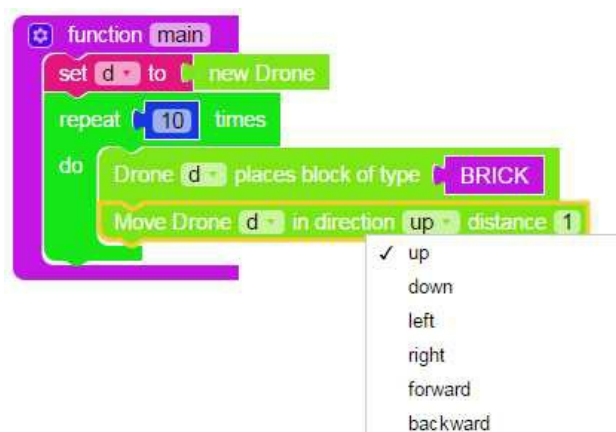 function main
set d to new Drone
repeat 10 times
do
Drone d places block of type BRICK
Move Drone d in direction up distance 1
✓ up
down
left
right
forward
backward